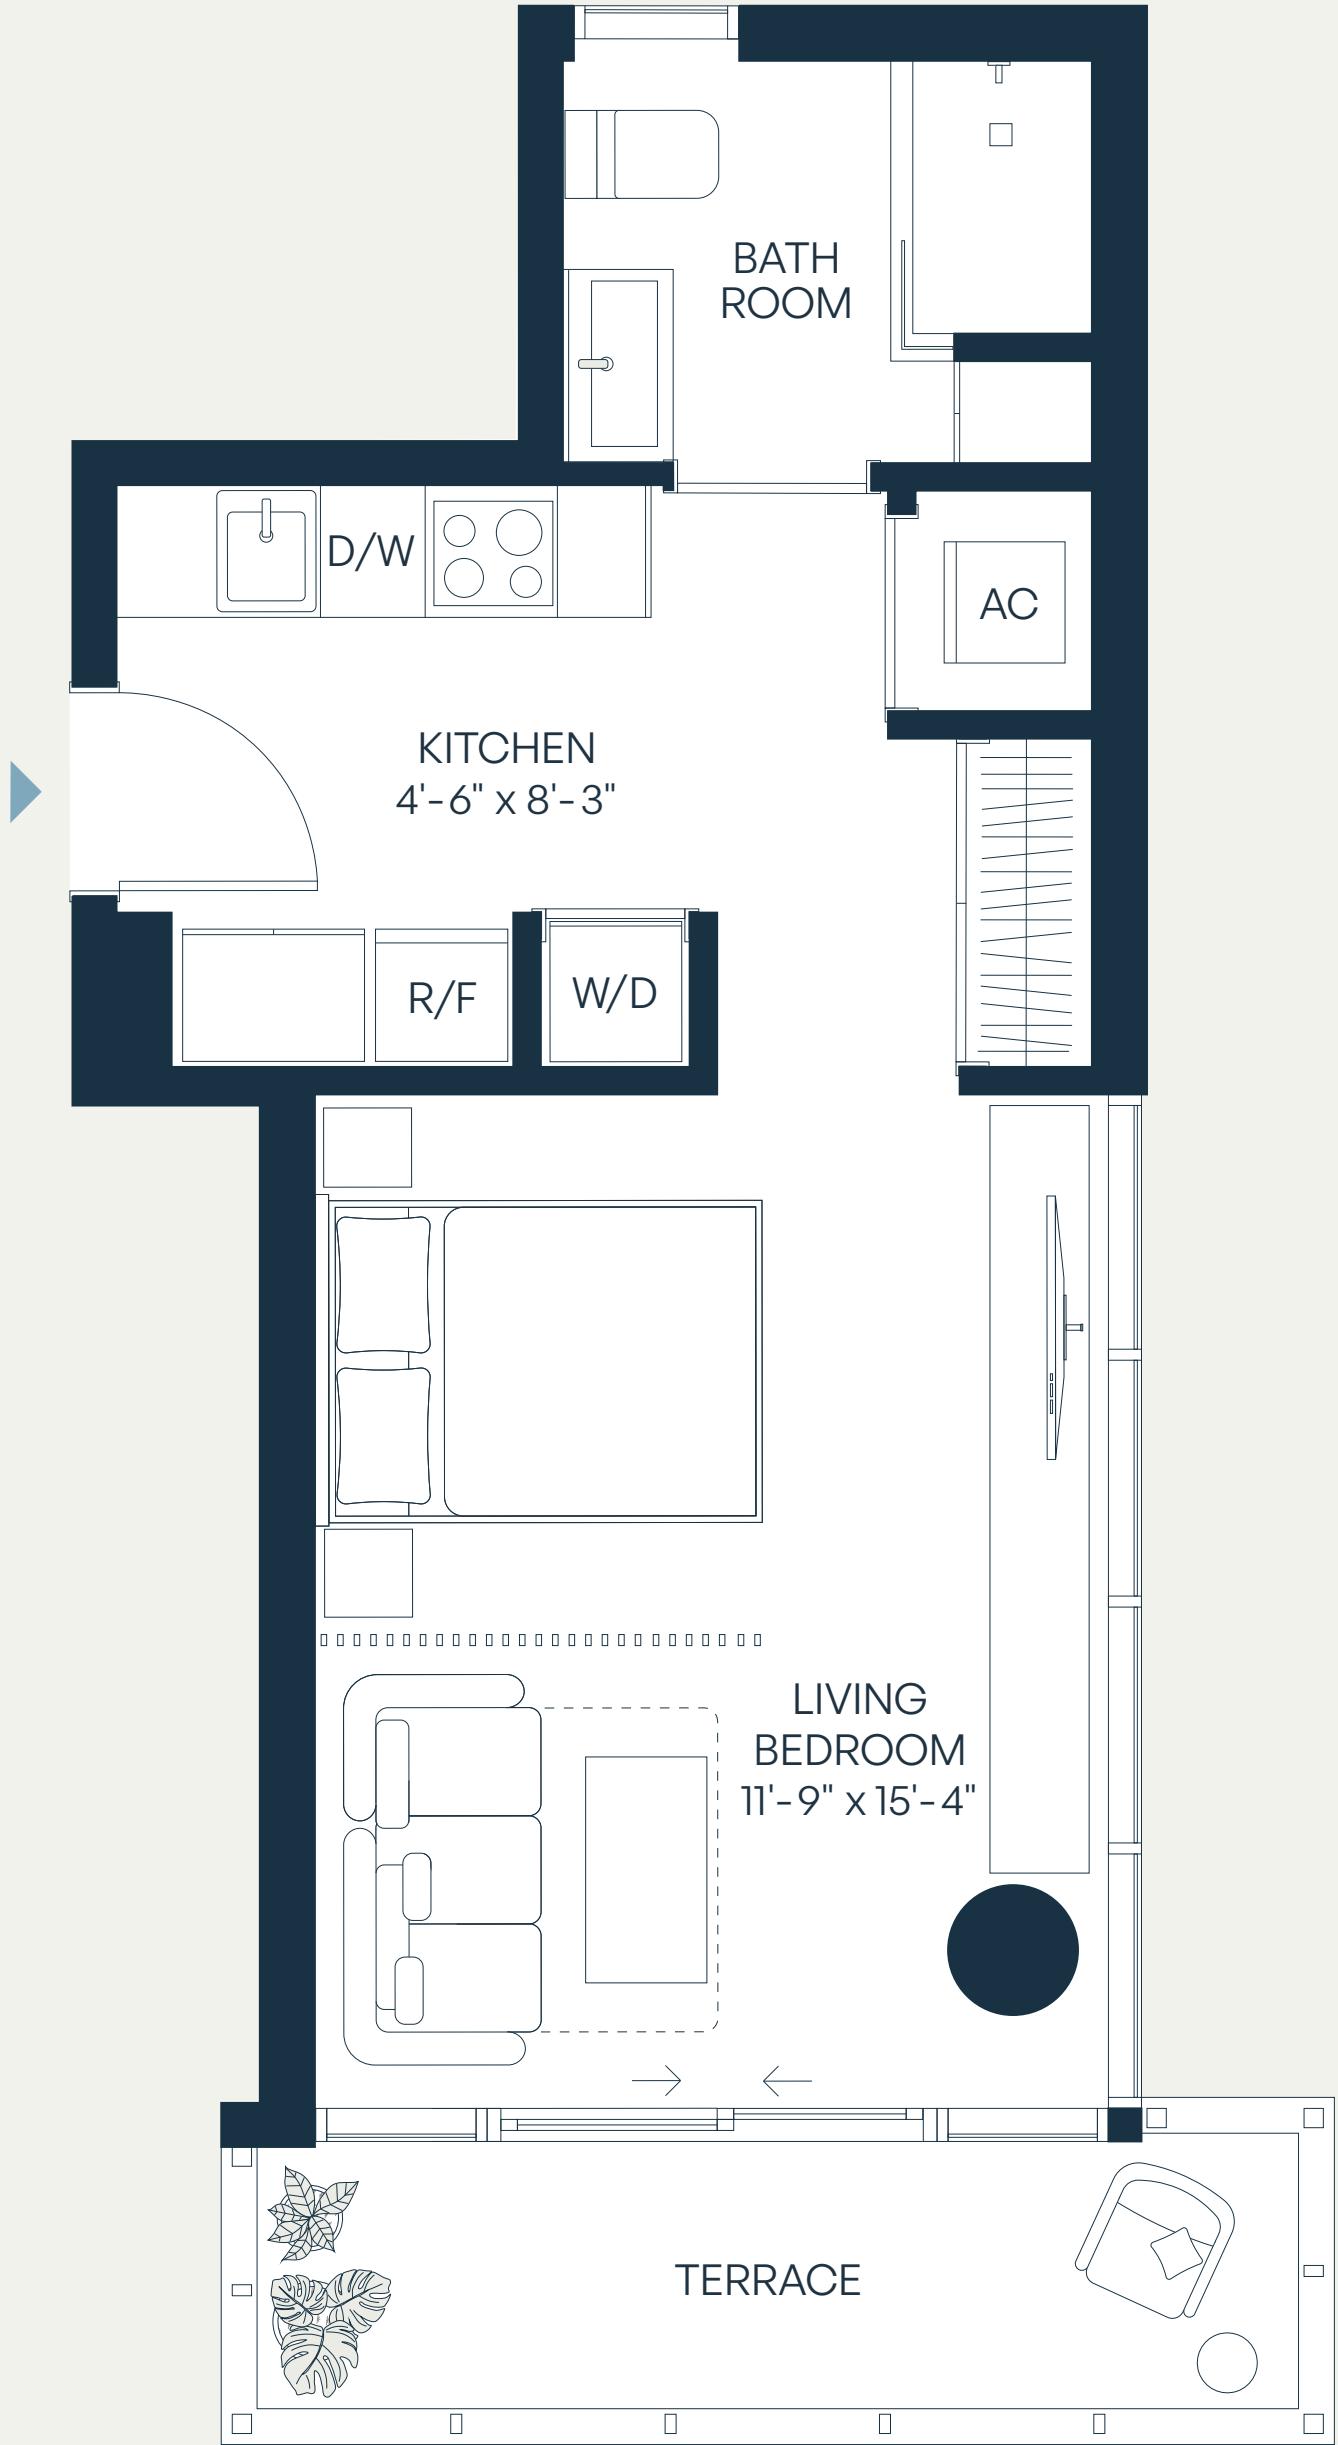 BATH
ROOM
D/W
AC
KITCHEN
4'-6" x 8'-3"
R/F
W/D
LIVING
BEDROOM
11'-9" x 15'-4"
TERRACE